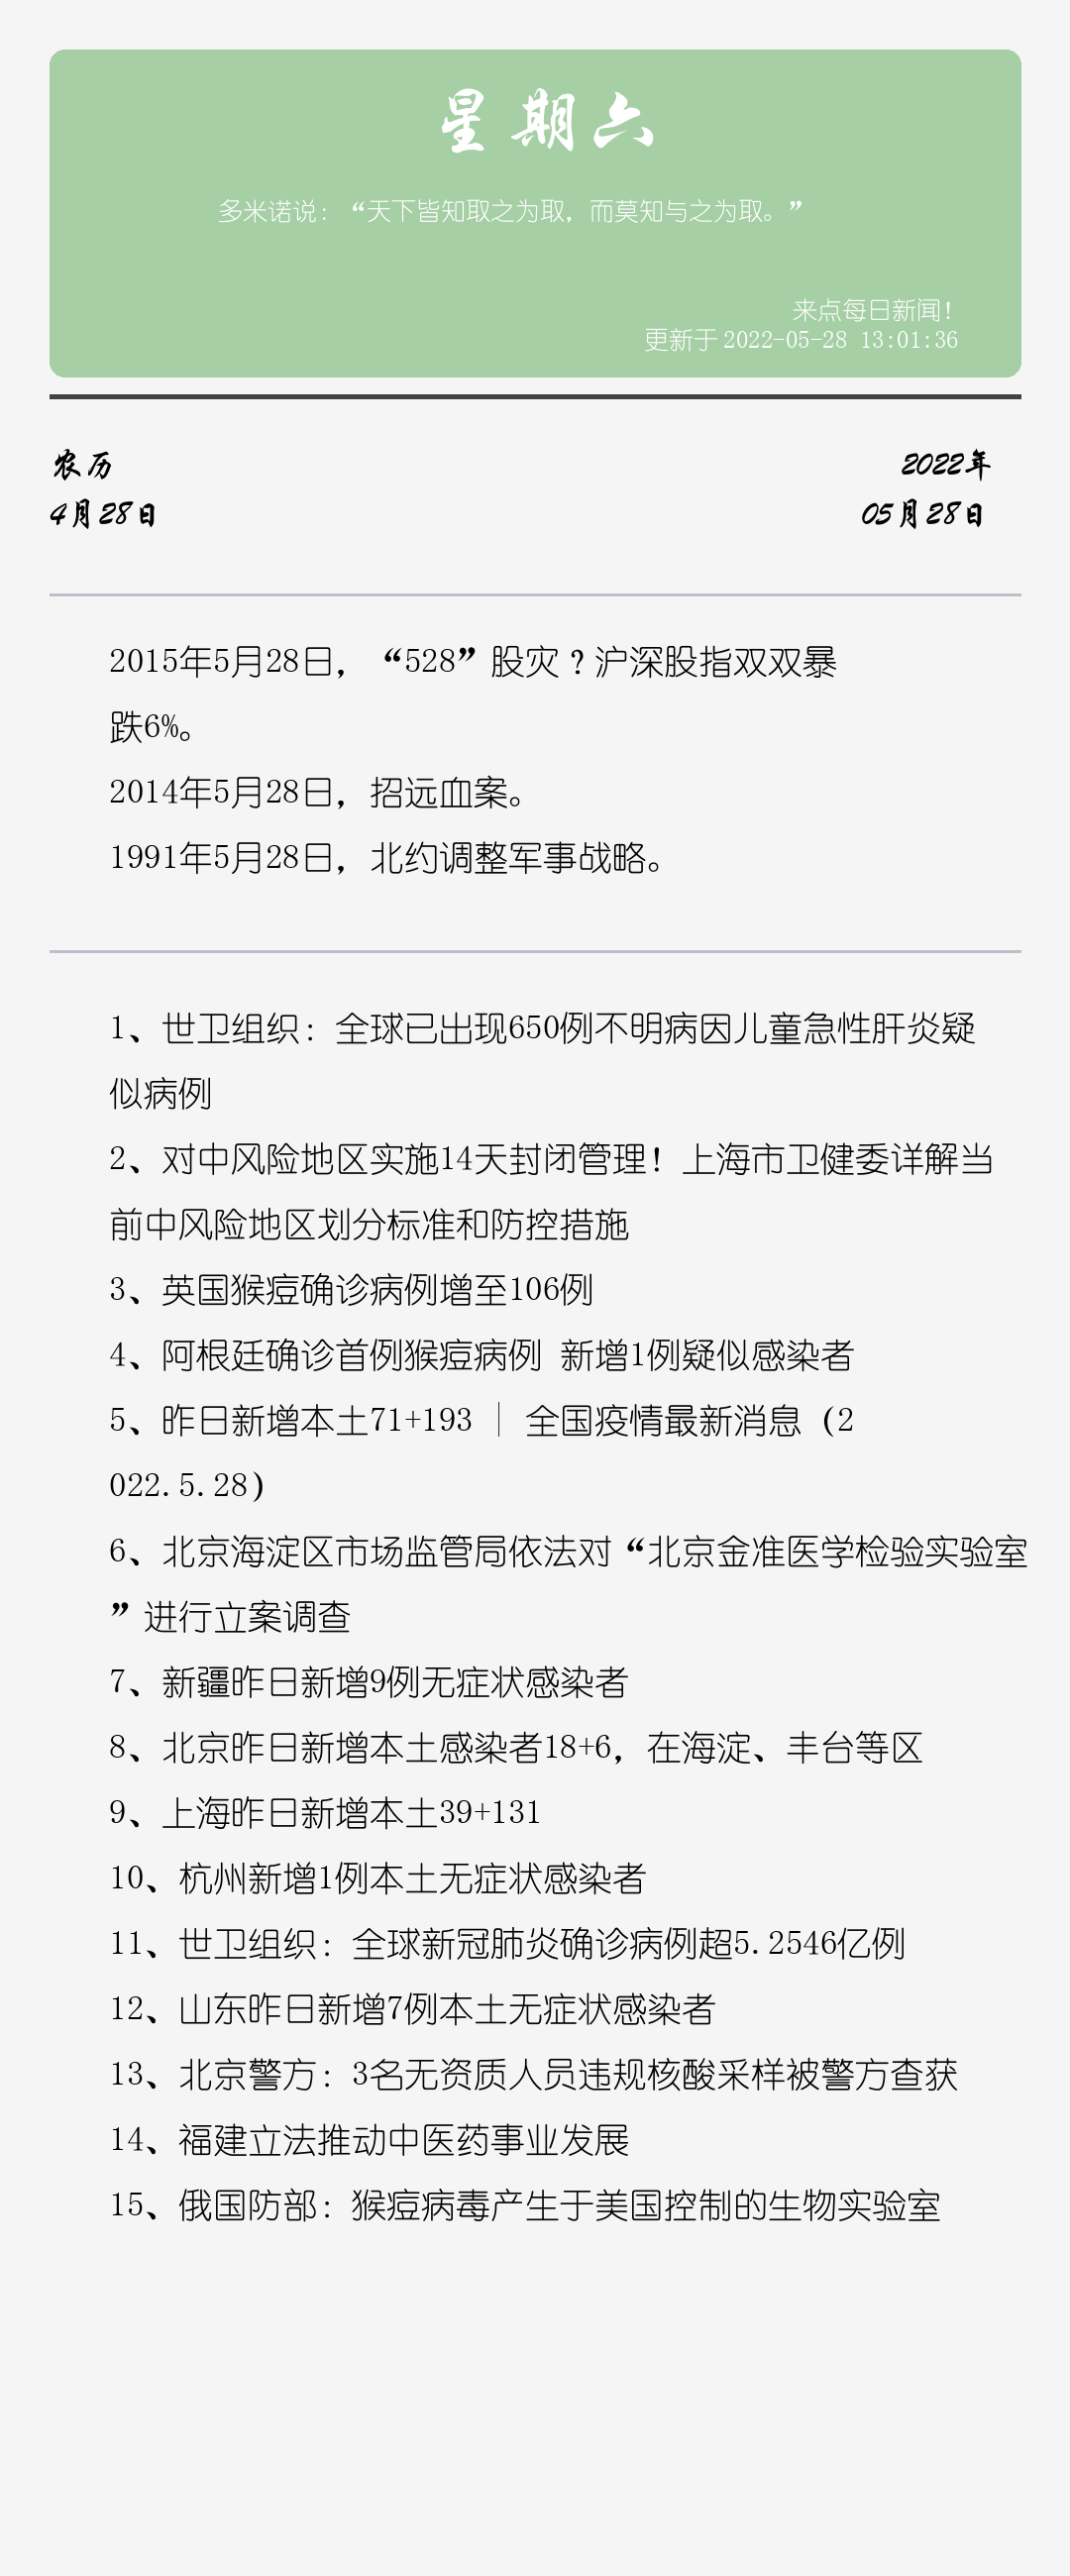 星期六
多米诺说：“天下皆知取之为取，而莫知与之为取。”
来点每日新闻！
更新于 2022-05-28 13:01:36
农历
2022年
4月28日
05月28日
2015年5月28日，“528”股灾？沪深股指双双暴
跌6%。
2014年5月28日，招远血案。
1991年5月28日，北约调整军事战略。
1、世卫组织：全球已出现650例不明病因儿童急性肝炎疑
似病例
2、对中风险地区实施14天封闭管理！上海市卫健委详解当
前中风险地区划分标准和防控措施
3、英国猴痘确诊病例增至106例
4、阿根廷确诊首例猴痘病例 新增1例疑似感染者
5、昨日新增本土71+193 ｜ 全国疫情最新消息（2
022.5.28）
6、北京海淀区市场监管局依法对“北京金准医学检验实验室
”进行立案调查
7、新疆昨日新增9例无症状感染者
8、北京昨日新增本土感染者18+6，在海淀、丰台等区
9、上海昨日新增本土39+131
10、杭州新增1例本土无症状感染者
11、世卫组织：全球新冠肺炎确诊病例超5.2546亿例
12、山东昨日新增7例本土无症状感染者
13、北京警方：3名无资质人员违规核酸采样被警方查获
14、福建立法推动中医药事业发展
15、俄国防部：猴痘病毒产生于美国控制的生物实验室